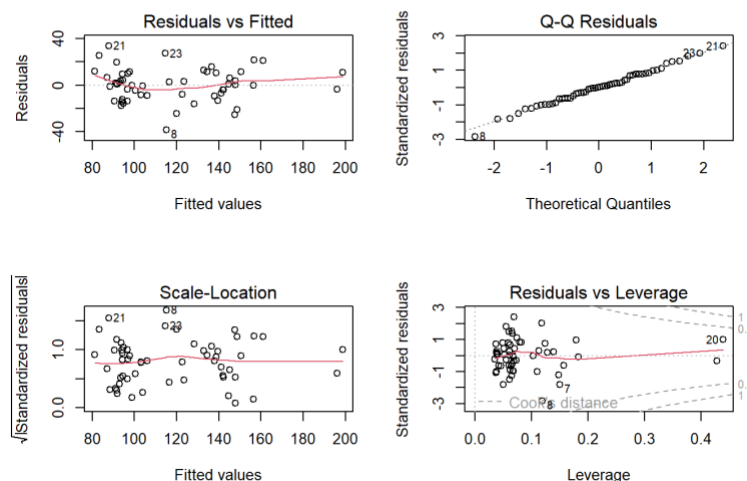 Residuals vs Fitted
Residuals
40
0
-40
21
23
8
80 100 120 140 160 180 200
Fitted values
Q-Q Residuals
Standardized residuals
3
1
-1
-3
23
21
8
-2 -1 0 1 2
Theoretical Quantiles
Scale-Location
√|Standardized residuals|
1.0
0.0
21
8
23
80 100 120 140 160 180 200
Fitted values
Residuals vs Leverage
Standardized residuals
3
1
-1
-3
20
7
8
Cook's distance
1
0.
0.
1
0.0 0.1 0.2 0.3 0.4
Leverage